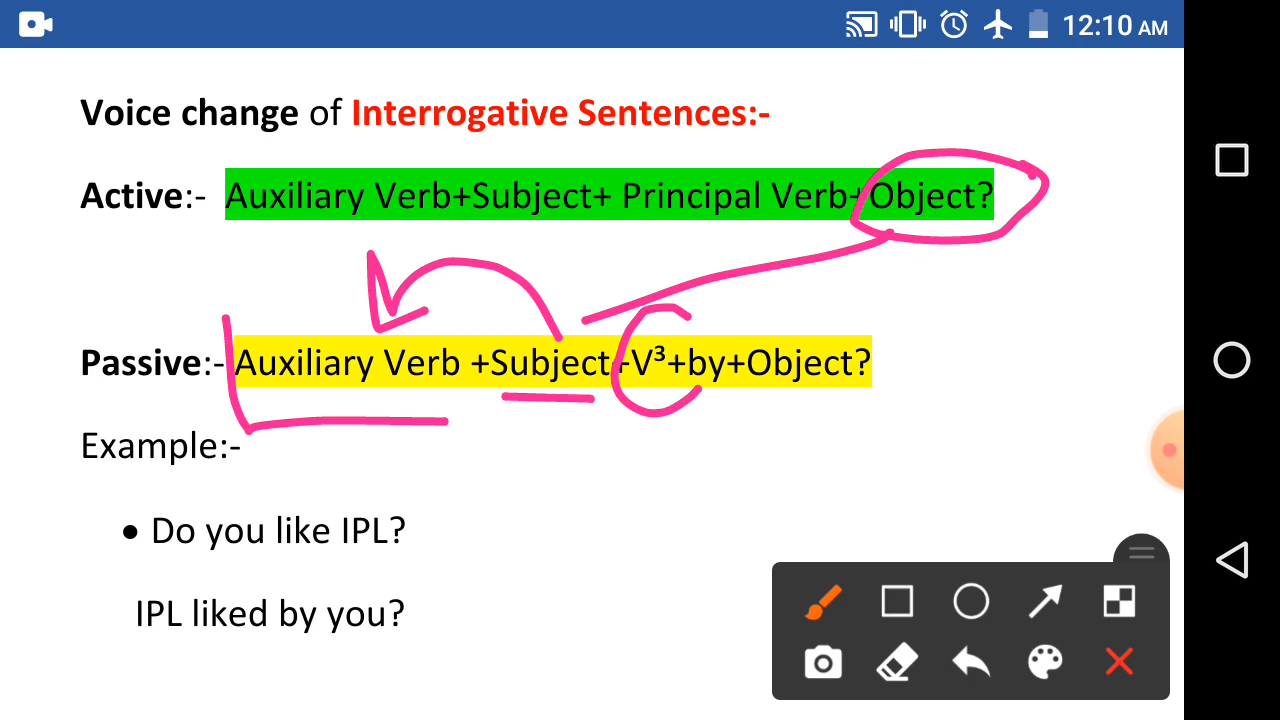 12:10 AM
Voice change of Interrogative Sentences:-
Active:- Auxiliary Verb+Subject+ Principal Verb+Object?
Passive:- Auxiliary Verb +Subject+V³+by+Object?
Example:-
• Do you like IPL?
IPL liked by you?